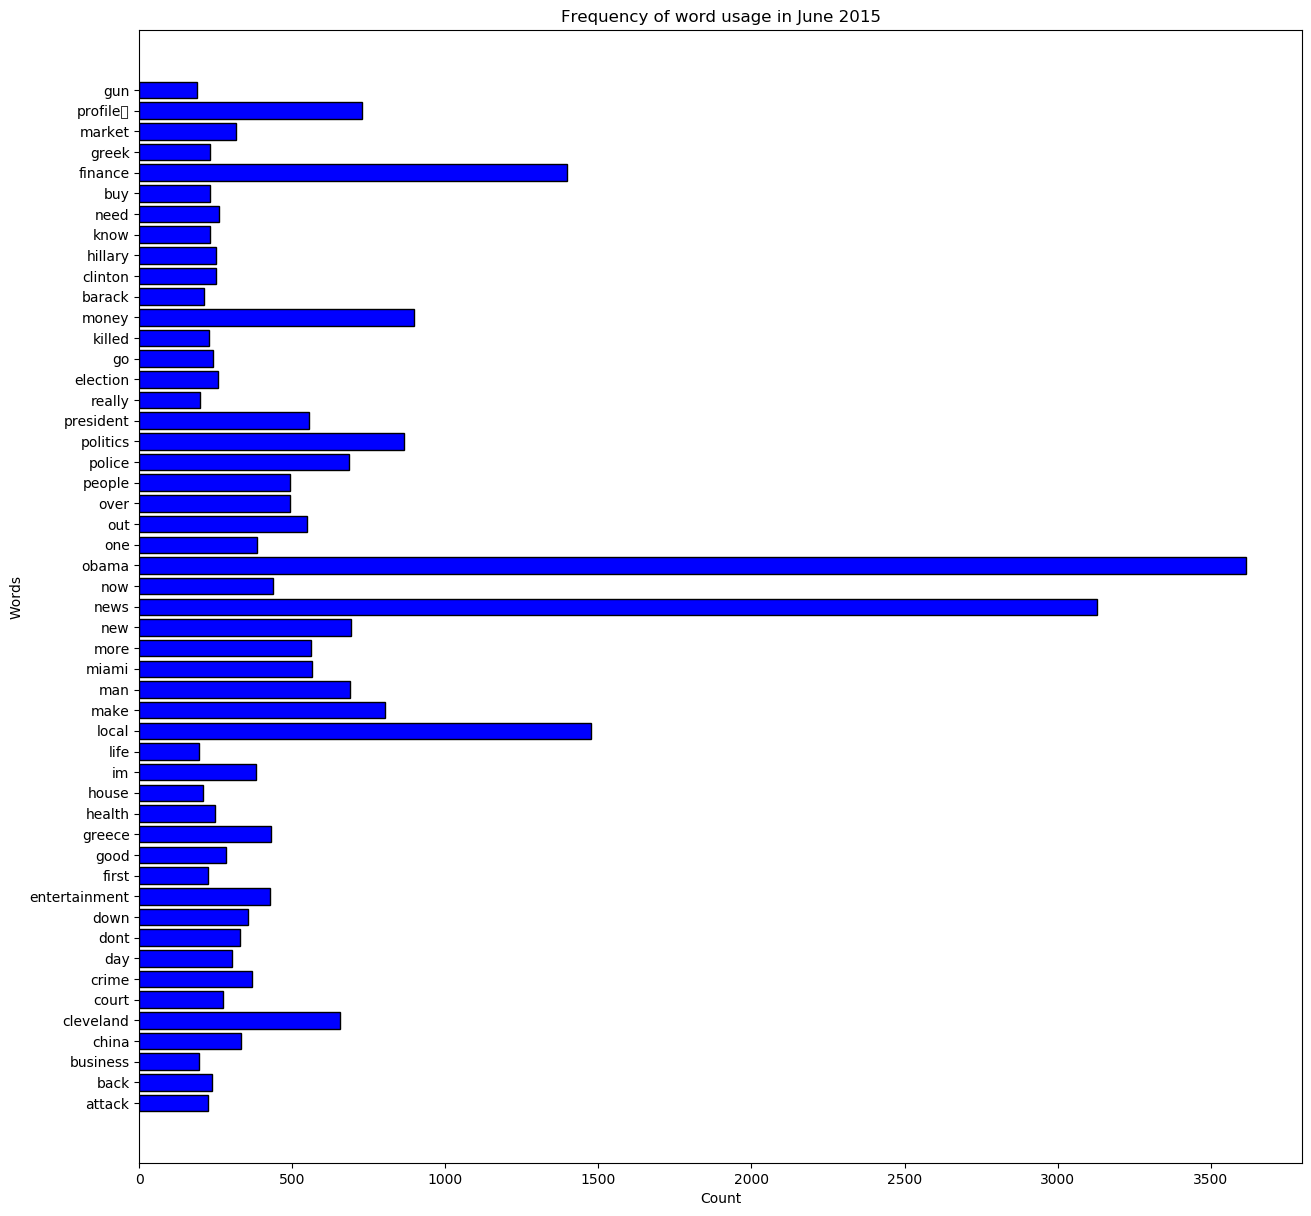 Frequency of word usage in June 2015
gun
profile
market
greek
finance
buy
need
know
hillary
clinton
barack
money
killed
go
election
really
president
politics
police
people
over
out
one
obama
now
news
new
more
miami
man
make
local
life
im
house
health
greece
good
first
entertainment
down
dont
day
crime
court
cleveland
china
business
back
attack
Words
0 500 1000 1500 2000 2500 3000 3500
Count